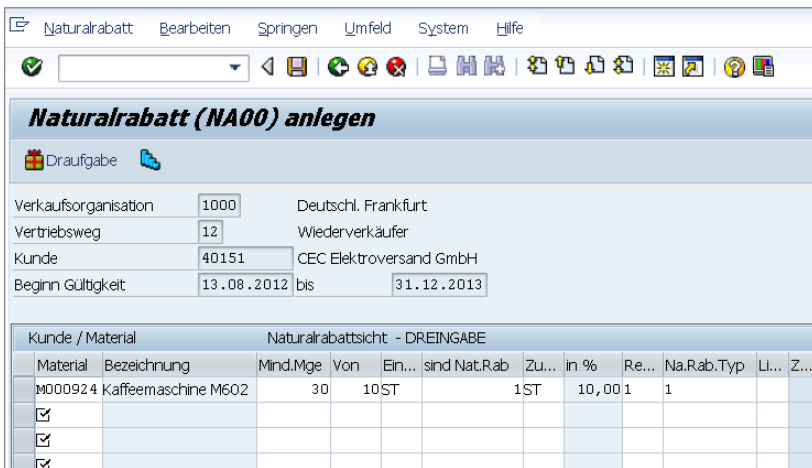 Naturalrabatt Bearbeiten Springen Umfeld System Hilfe
Naturalrabatt (NA00) anlegen
Draufgabe
Verkaufsorganisation 1000 Deutschl. Frankfurt
Vertriebsweg 12 Wiederverkäufer
Kunde 40151 CEC Elektroversand GmbH
Beginn Gültigkeit 13.08.2012 bis 31.12.2013
Kunde / Material Naturalrabattsicht - DREINGABE
Material Bezeichnung Mind.Mge Von Ein... sind Nat.Rab Zu... in % Re... Na.Rab.Typ Li... Z...
M000924 Kaffeemaschine M602 30 10 ST 1 ST 10,00 1 1